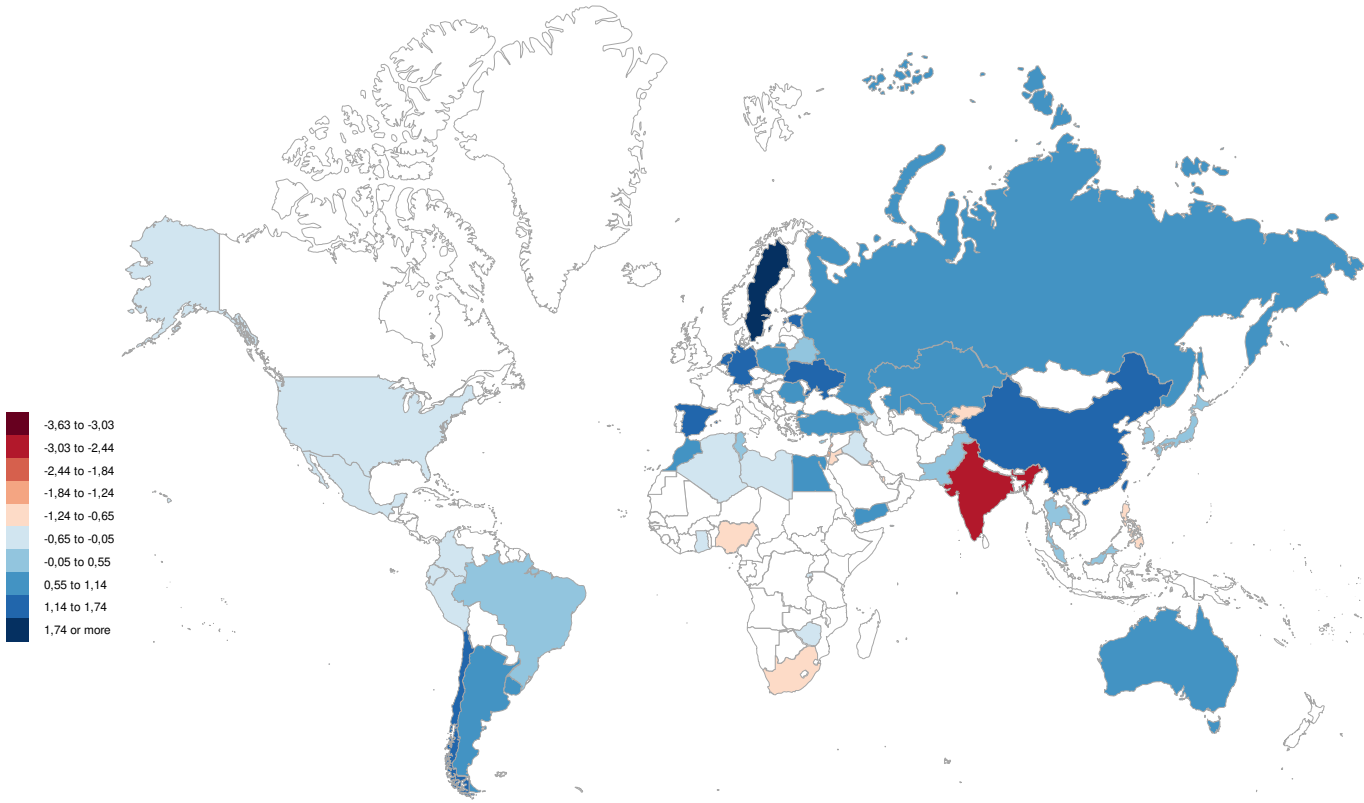 -3,63 to -3,03
-3,03 to -2,44
-2,44 to -1,84
-1,84 to -1,24
-1,24 to -0,65
-0,65 to -0,05
-0,05 to 0,55
0,55 to 1,14
1,14 to 1,74
1,74 or more